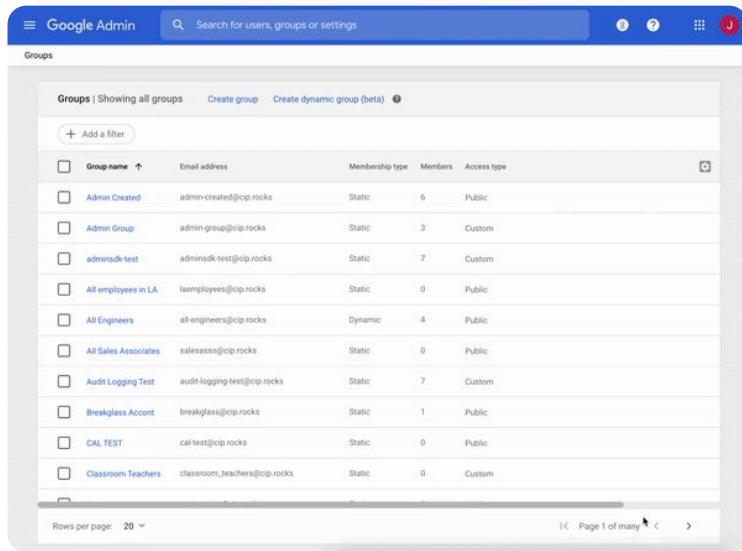 Google Admin
Search for users, groups or settings
8
?
J
Groups
Groups | Showing all groups Create group Create dynamic group (beta) ?
+ Add a filter
Group name ↑ Email address Membership type Members Access type
Admin Created admin-created@cip.rocks Static 6 Public
Admin Group admin-group@cip.rocks Static 3 Custom
adminsdk-test adminsdk-test@cip.rocks Static 7 Custom
All employees in LA laemployees@cip.rocks Static 0 Public
All Engineers all-engineers@cip.rocks Dynamic 4 Public
All Sales Associates salesasso@cip.rocks Static 0 Public
Audit Logging Test audit-logging-test@cip.rocks Static 7 Custom
Breakglass Accont breakglass@cip.rocks Static 1 Public
CAL TEST cal-test@cip.rocks Static 0 Public
Classroom Teachers classroom_teachers@cip.rocks Static 0 Custom
Rows per page: 20 Page 1 of many